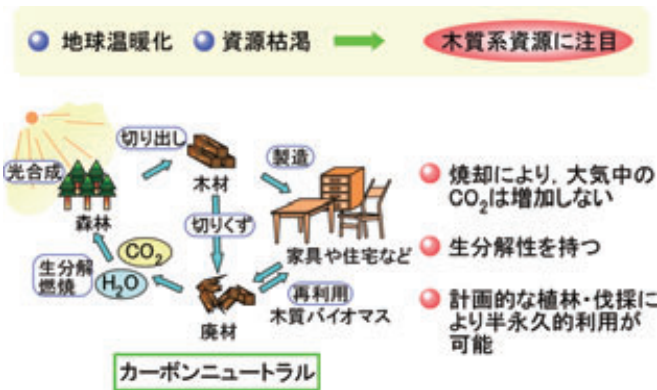 地球温暖化
資源枯渇
木質系資源に注目
切り出し
製造
光合成
木材
森林
切りくず
家具や住宅など
CO₂
生分解
燃焼
H₂O
再利用
木質バイオマス
廃材
カーボンニュートラル
焼却により，大気中の
CO₂は増加しない
生分解性を持つ
計画的な植林・伐採に
より半永久的利用が
可能